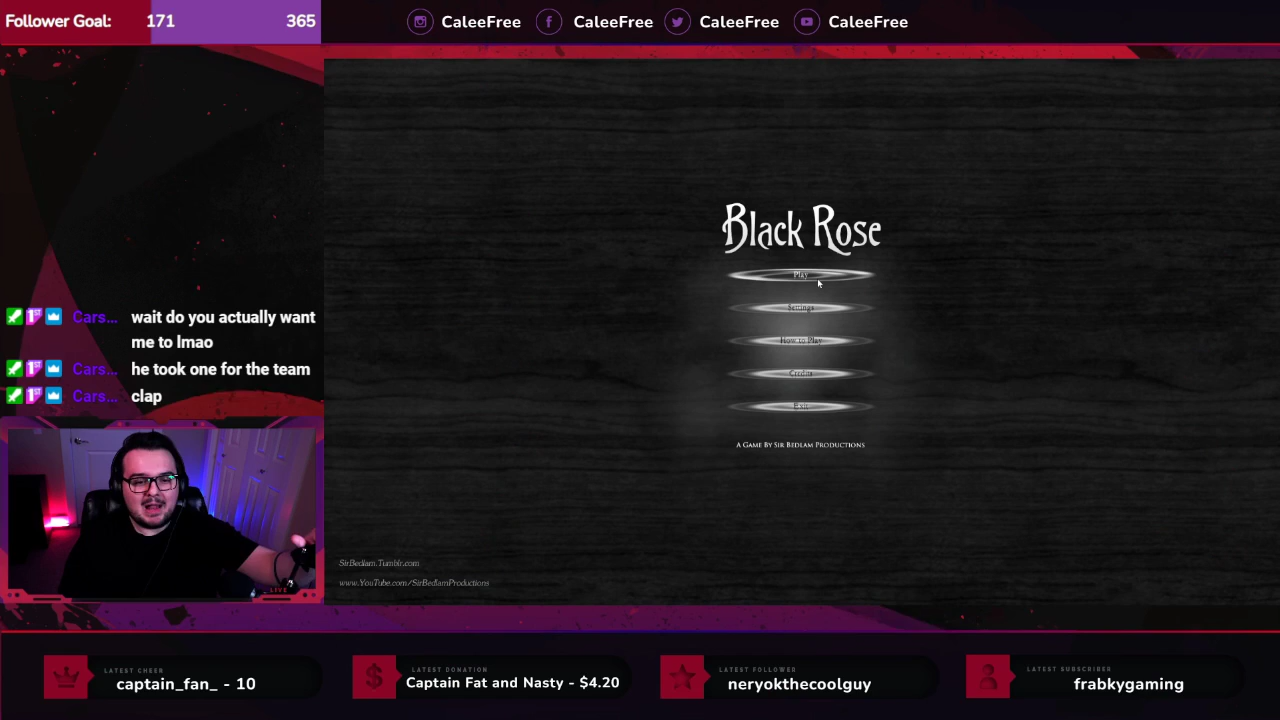 Follower Goal: 171 365
CaleeFree CaleeFree CaleeFree CaleeFree
Black Rose
Play
Settings
How to Play
Credits
Exit
A Game By Sir Bedlam Productions
SirBedlam.Tumblr.com
www.YouTube.com/SirBedlamProductions
Cars... wait do you actually want
me to lmao
Cars... he took one for the team
Cars... clap
LIVE
LATEST CHEER
captain_fan_ - 10
LATEST DONATION
Captain Fat and Nasty - $4.20
LATEST FOLLOWER
neryokthecoolguy
LATEST SUBSCRIBER
frabkygaming